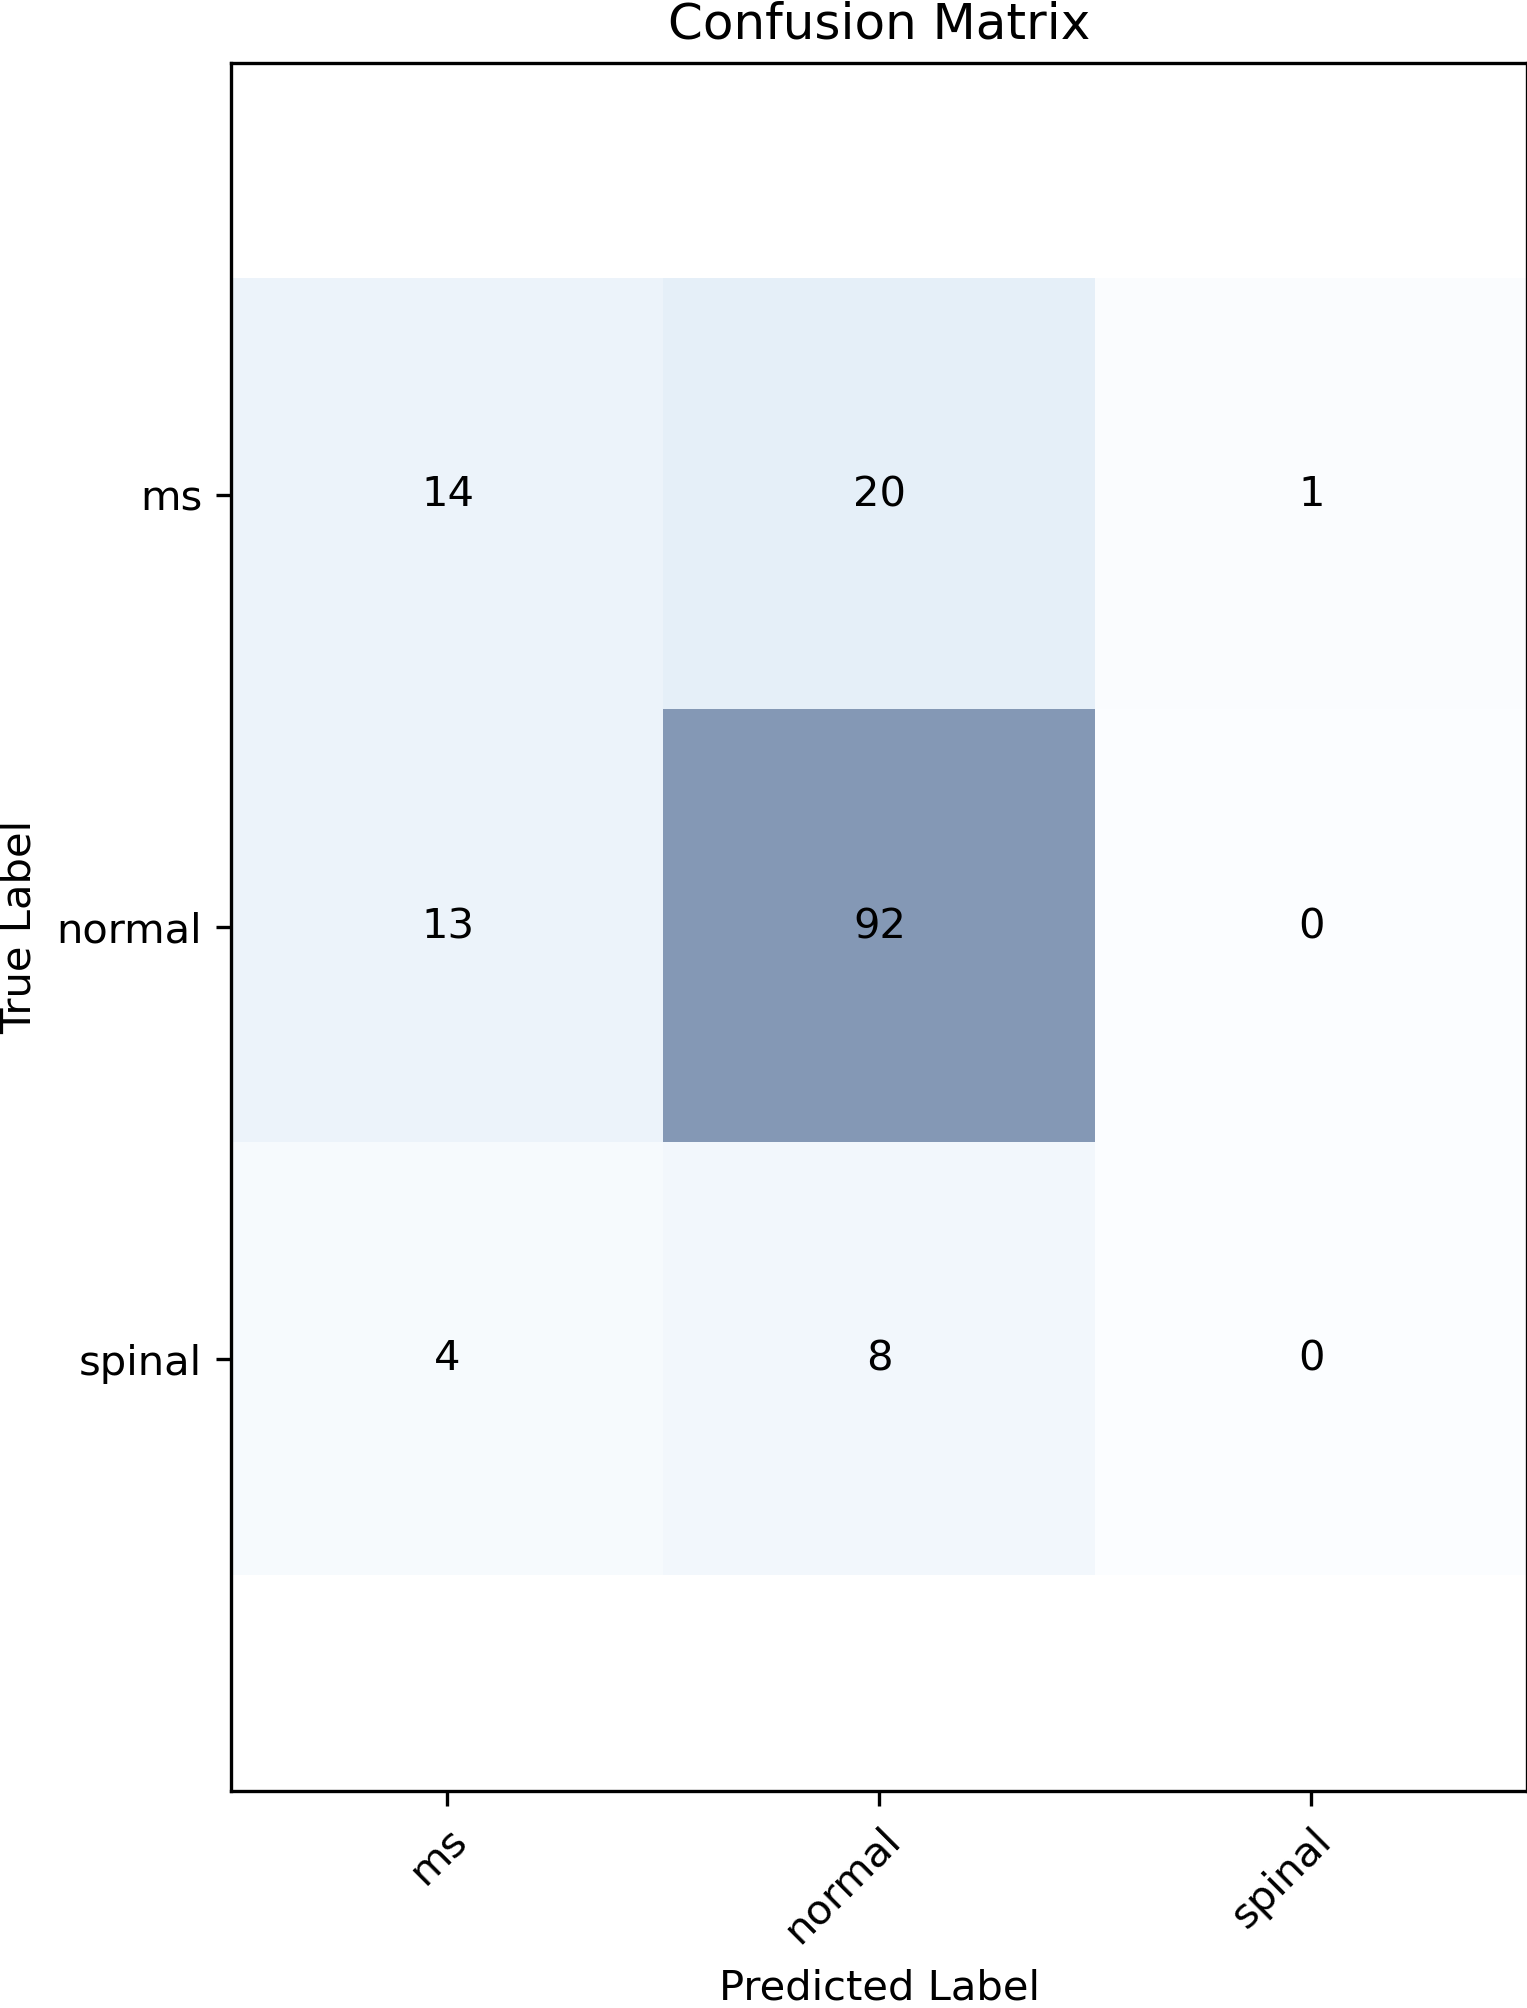 Confusion Matrix
True Label
ms
14 20 1
normal
13 92 0
spinal
4 8 0
ms normal spinal
Predicted Label